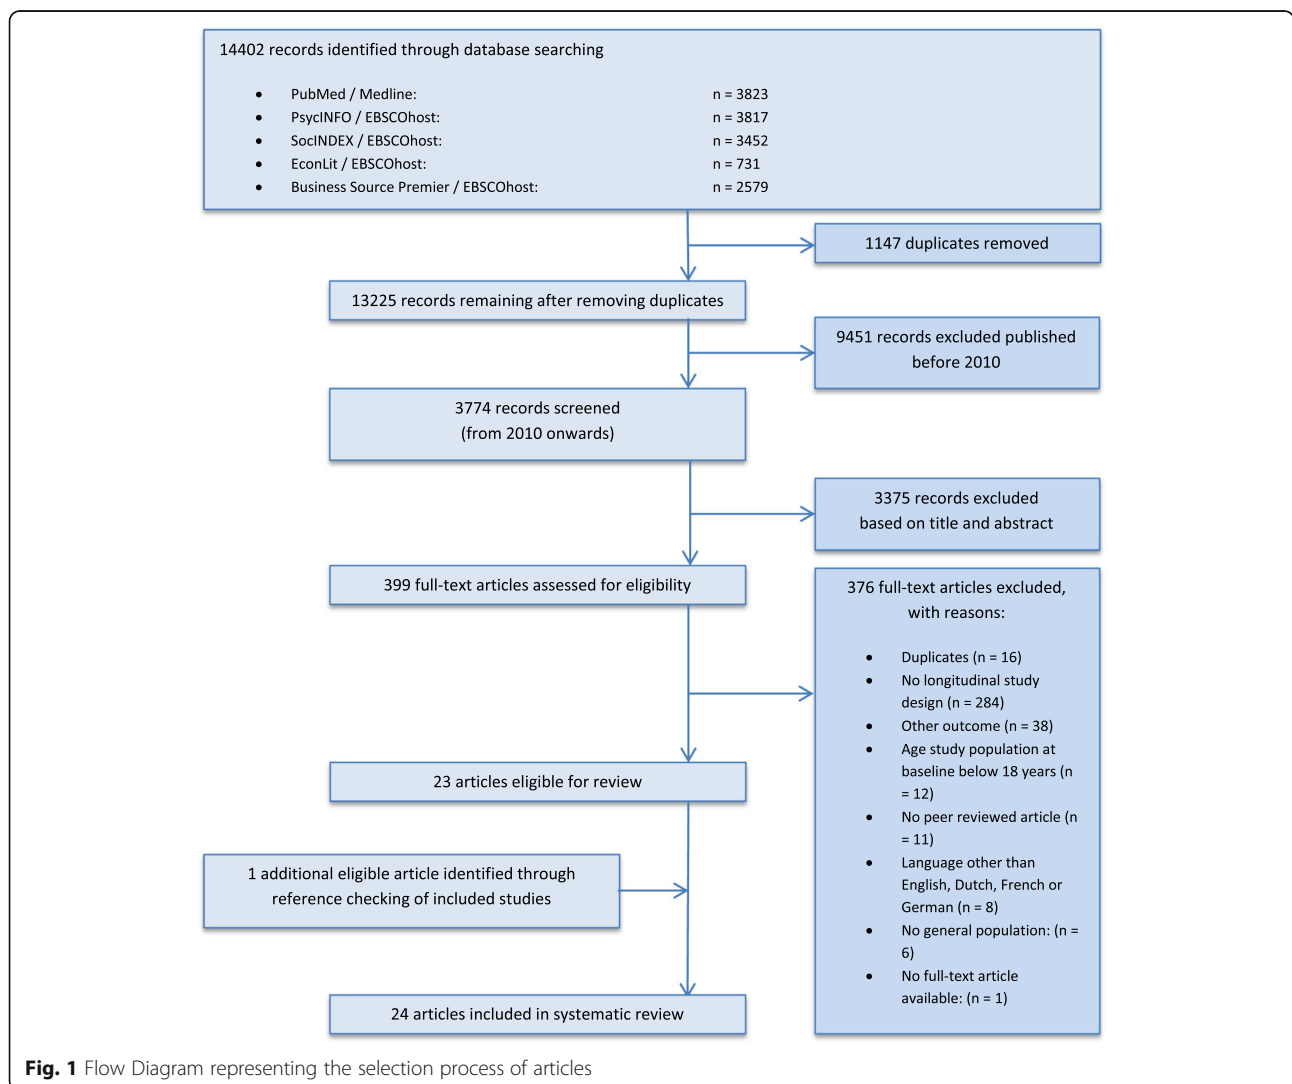 14402 records identified through database searching
• PubMed / Medline: n = 3823
• PsycINFO / EBSCOhost: n = 3817
• SocINDEX / EBSCOhost: n = 3452
• EconLit / EBSCOhost: n = 731
• Business Source Premier / EBSCOhost: n = 2579
1147 duplicates removed
13225 records remaining after removing duplicates
9451 records excluded published
before 2010
3774 records screened
(from 2010 onwards)
3375 records excluded
based on title and abstract
399 full-text articles assessed for eligibility
376 full-text articles excluded,
with reasons:
• Duplicates (n = 16)
• No longitudinal study
design (n = 284)
• Other outcome (n = 38)
• Age study population at
baseline below 18 years (n
= 12)
• No peer reviewed article (n
= 11)
• Language other than
English, Dutch, French or
German (n = 8)
• No general population: (n =
6)
• No full-text article
available: (n = 1)
23 articles eligible for review
1 additional eligible article identified through
reference checking of included studies
24 articles included in systematic review
Fig. 1 Flow Diagram representing the selection process of articles